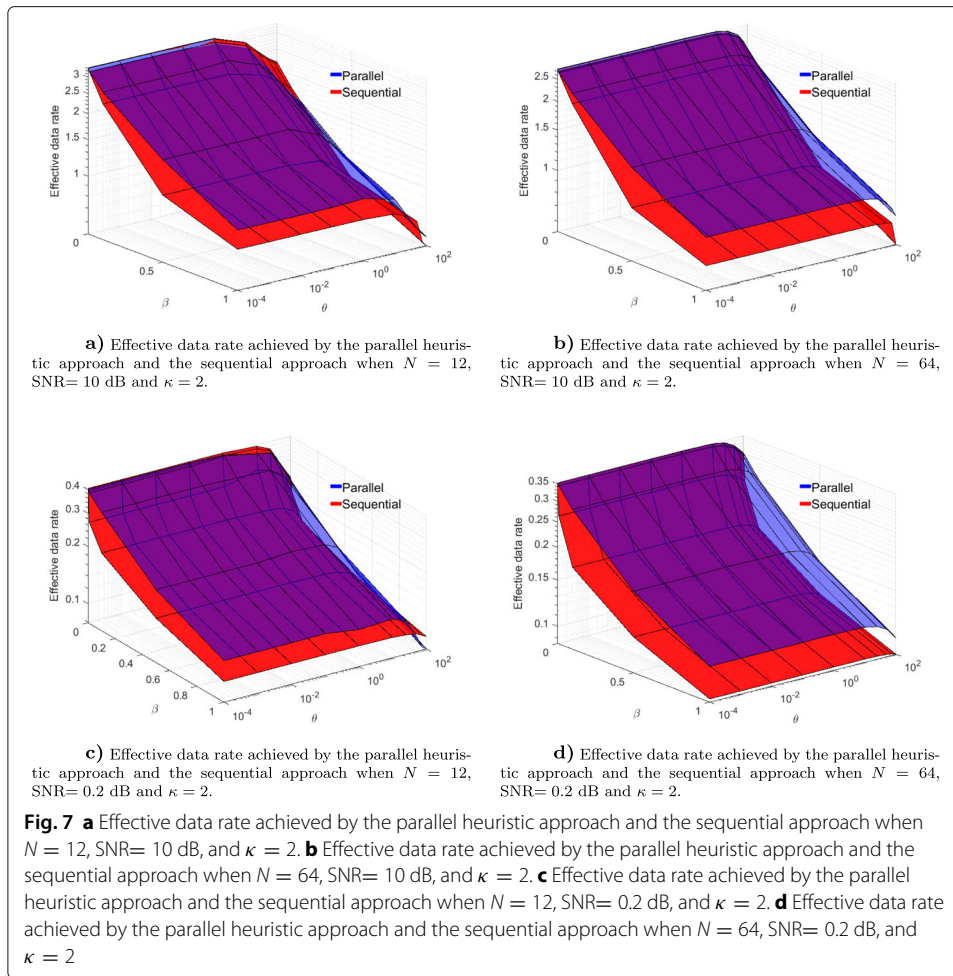 Parallel
Sequential
Effective data rate
3
2.5
2
1.5
1
0
0.5
1
β
10^-4
10^-2
10^0
10^2
θ
a) Effective data rate achieved by the parallel heuris-
tic approach and the sequential approach when N = 12,
SNR= 10 dB and κ = 2.
Parallel
Sequential
Effective data rate
2.5
2
1.5
1
0
0.5
1
β
10^-4
10^-2
10^0
10^2
θ
b) Effective data rate achieved by the parallel heuris-
tic approach and the sequential approach when N = 64,
SNR= 10 dB and κ = 2.
Parallel
Sequential
Effective data rate
0.4
0.3
0.2
0.1
0
0.2
0.4
0.6
0.8
1
β
10^-4
10^-2
10^0
10^2
θ
c) Effective data rate achieved by the parallel heuris-
tic approach and the sequential approach when N = 12,
SNR= 0.2 dB and κ = 2.
Parallel
Sequential
Effective data rate
0.35
0.3
0.25
0.2
0.15
0.1
0
0.5
1
β
10^-4
10^-2
10^0
10^2
θ
d) Effective data rate achieved by the parallel heuris-
tic approach and the sequential approach when N = 64,
SNR= 0.2 dB and κ = 2.
Fig. 7 a Effective data rate achieved by the parallel heuristic approach and the sequential approach when
N = 12, SNR= 10 dB, and κ = 2. b Effective data rate achieved by the parallel heuristic approach and the
sequential approach when N = 64, SNR= 10 dB, and κ = 2. c Effective data rate achieved by the parallel
heuristic approach and the sequential approach when N = 12, SNR= 0.2 dB, and κ = 2. d Effective data rate
achieved by the parallel heuristic approach and the sequential approach when N = 64, SNR= 0.2 dB, and
κ = 2